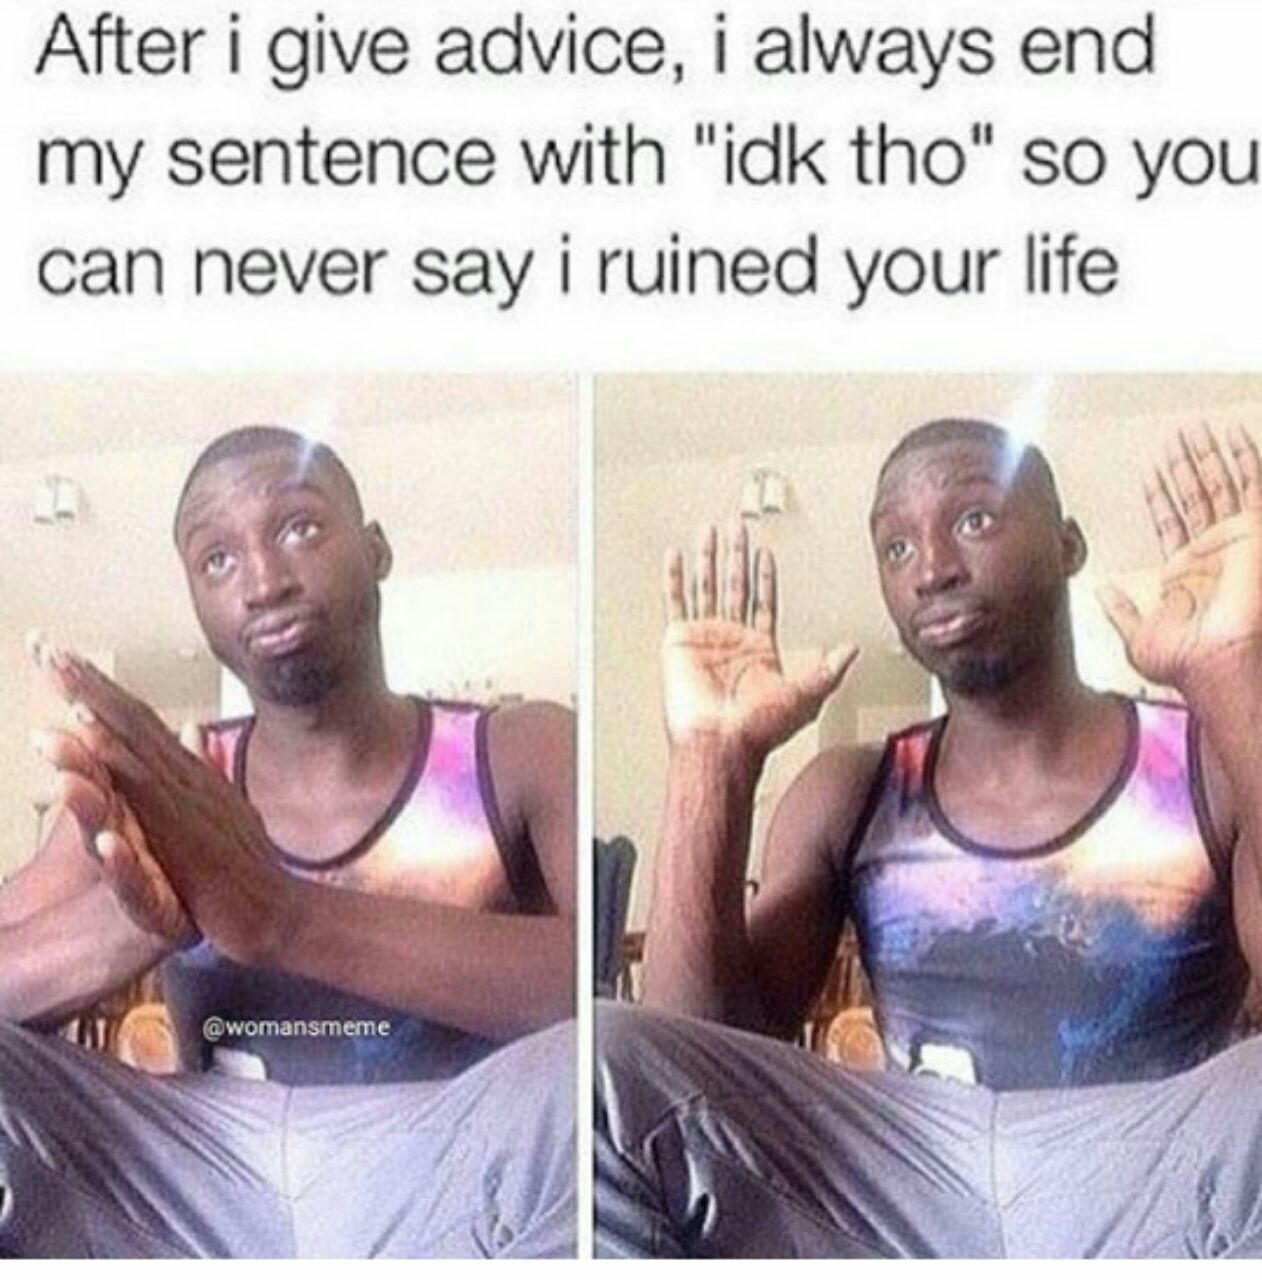 After i give advice, i always end
my sentence with "idk tho" so you
can never say i ruined your life
@womansmeme